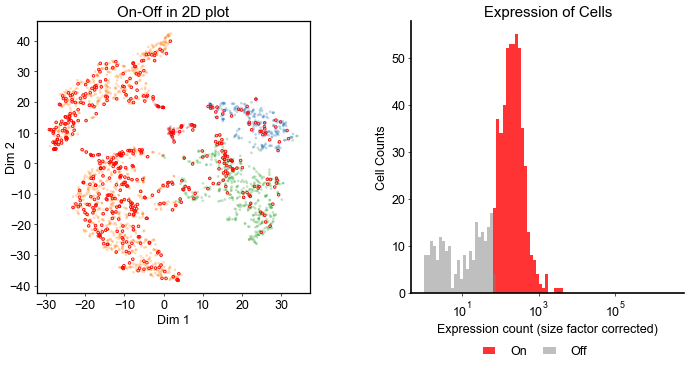 On-Off in 2D plot
40
30
20
10
0
−10
−20
−30
−40
Dim 2
−30 −20 −10 0 10 20 30
Dim 1
Expression of Cells
50
40
30
20
10
0
Cell Counts
10^1 10^3 10^5
Expression count (size factor corrected)
On Off